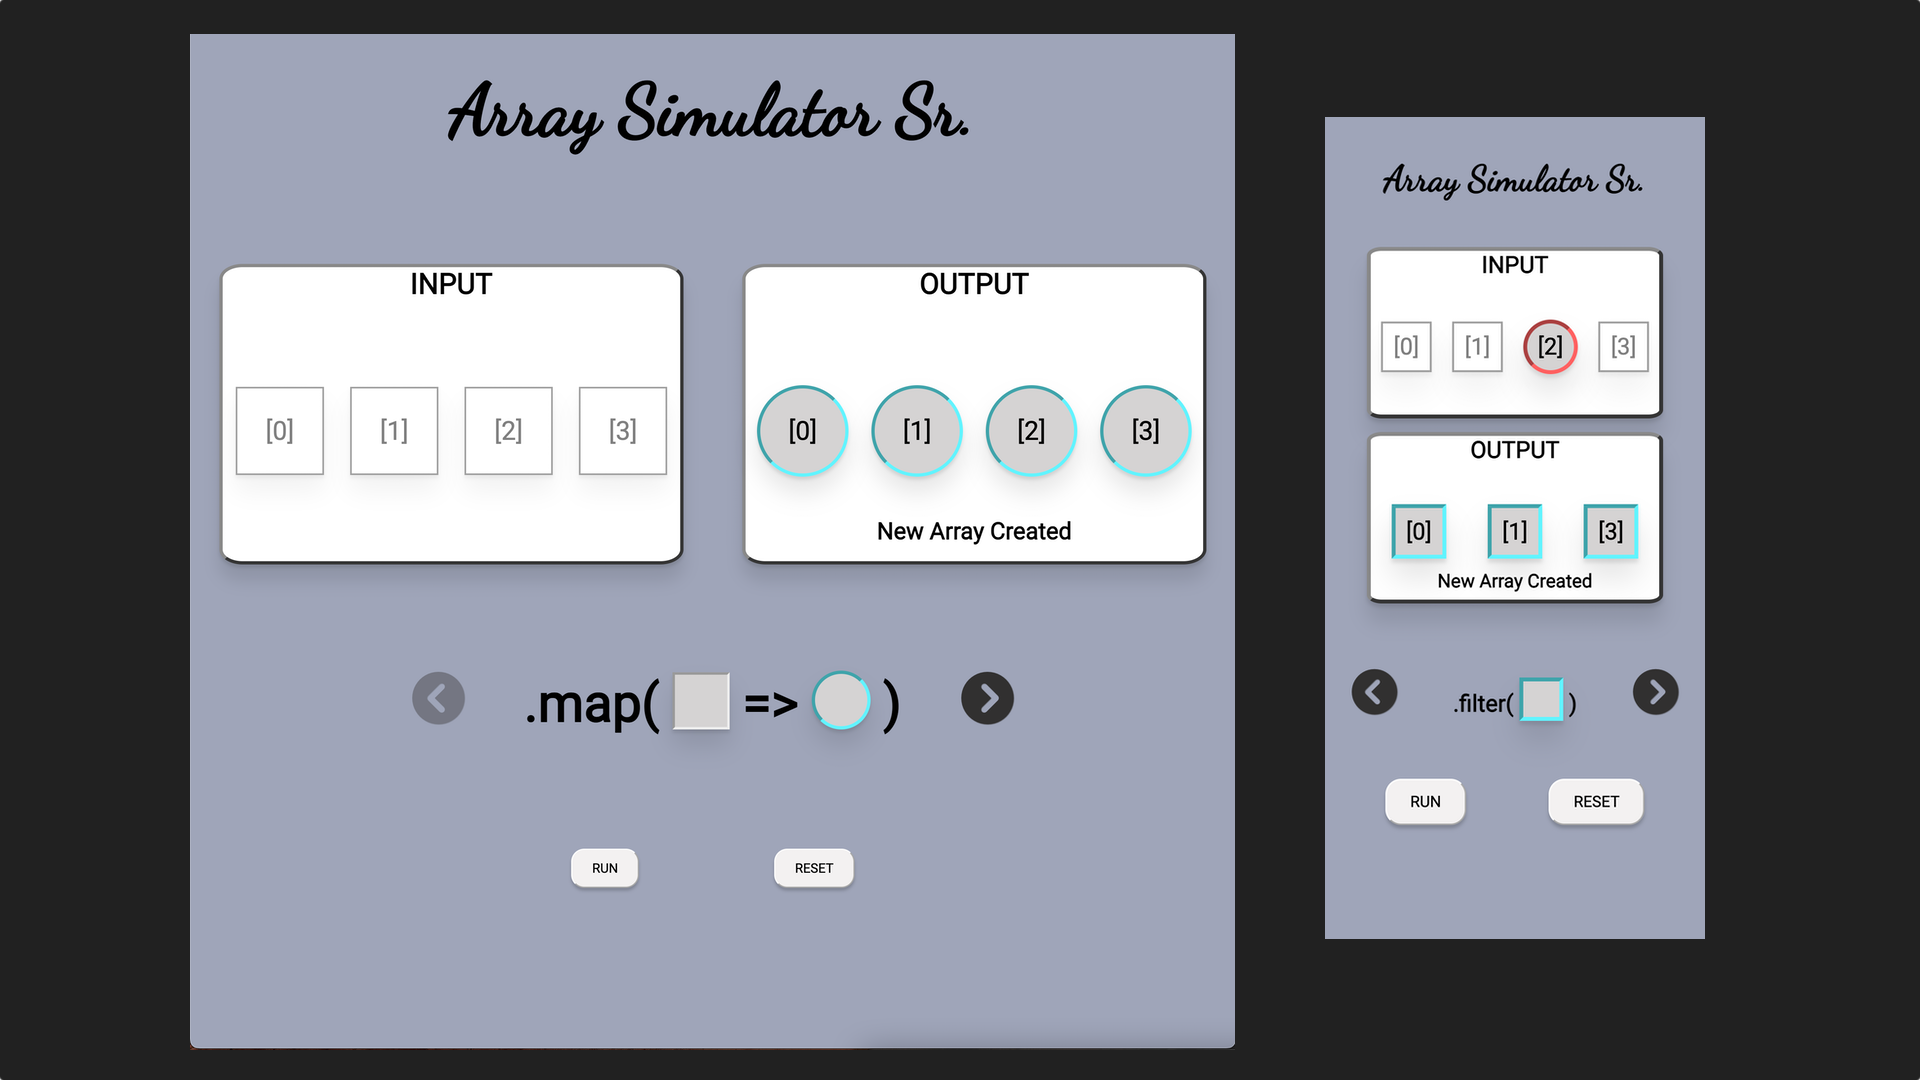 Array Simulator Sr.
INPUT
[0] [1] [2] [3]
OUTPUT
[0] [1] [2] [3]
New Array Created
.map( => )
RUN RESET
Array Simulator Sr.
INPUT
[0] [1] [2] [3]
OUTPUT
[0] [1] [3]
New Array Created
.filter( )
RUN RESET